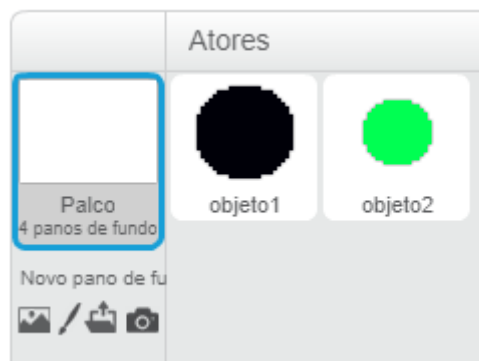 Atores
Palco
4 panos de fundo
objeto1
objeto2
Novo pano de fu